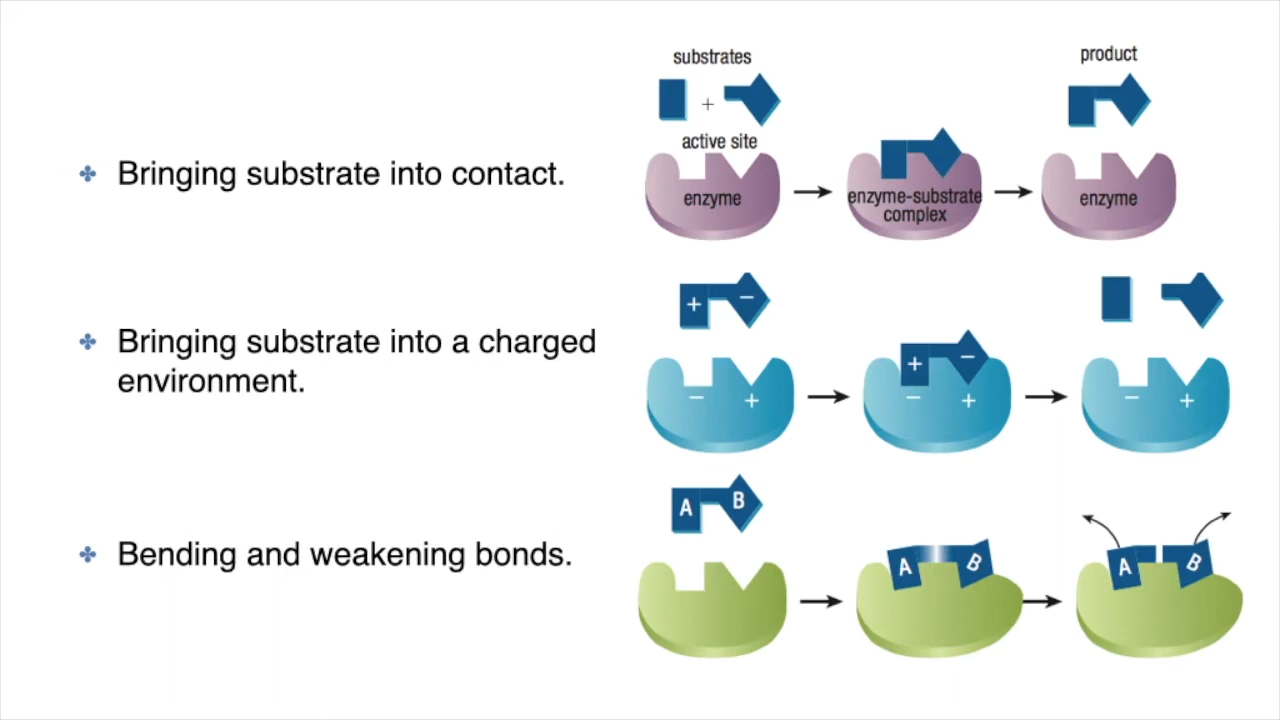 substrates
product
+
active site
Bringing substrate into contact.
enzyme
enzyme-substrate
complex
enzyme
+ −
Bringing substrate into a charged
environment.
+ −
− +
− +
− +
A B
Bending and weakening bonds.
A B
A B